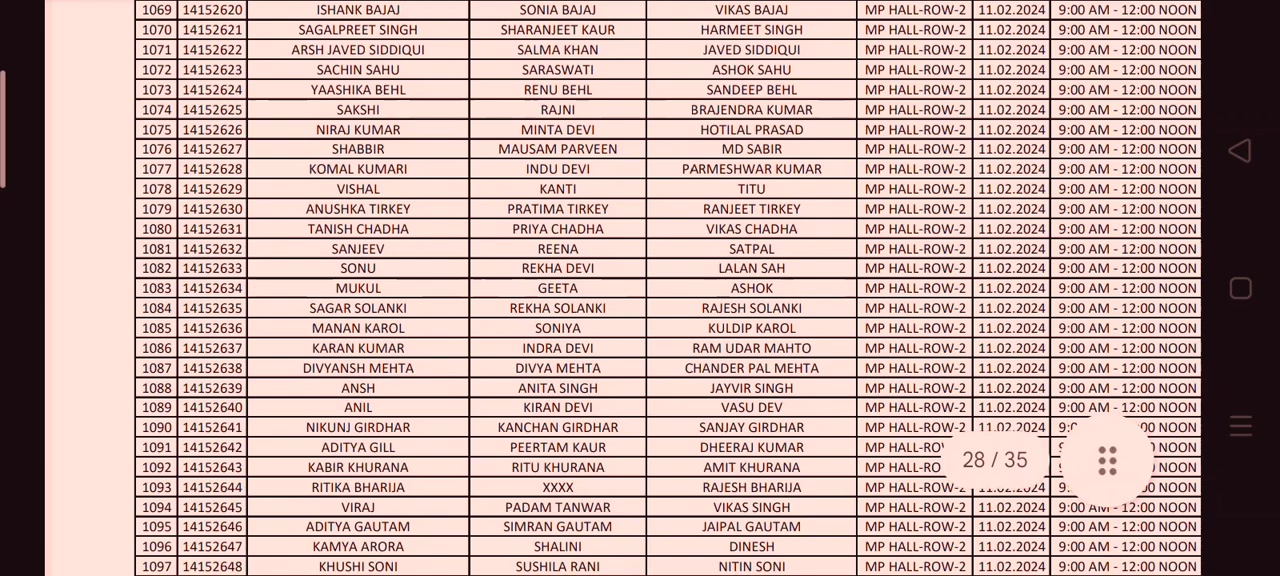 1069 14152620 ISHANK BAJAJ SONIA BAJAJ VIKAS BAJAJ MP HALL-ROW-2 11.02.2024 9:00 AM - 12:00 NOON
1070 14152621 SAGALPREET SINGH SHARANJEET KAUR HARMEET SINGH MP HALL-ROW-2 11.02.2024 9:00 AM - 12:00 NOON
1071 14152622 ARSH JAVED SIDDIQUI SALMA KHAN JAVED SIDDIQUI MP HALL-ROW-2 11.02.2024 9:00 AM - 12:00 NOON
1072 14152623 SACHIN SAHU SARASWATI ASHOK SAHU MP HALL-ROW-2 11.02.2024 9:00 AM - 12:00 NOON
1073 14152624 YAASHIKA BEHL RENU BEHL SANDEEP BEHL MP HALL-ROW-2 11.02.2024 9:00 AM - 12:00 NOON
1074 14152625 SAKSHI RAJNI BRAJENDRA KUMAR MP HALL-ROW-2 11.02.2024 9:00 AM - 12:00 NOON
1075 14152626 NIRAJ KUMAR MINTA DEVI HOTILAL PRASAD MP HALL-ROW-2 11.02.2024 9:00 AM - 12:00 NOON
1076 14152627 SHABBIR MAUSAM PARVEEN MD SABIR MP HALL-ROW-2 11.02.2024 9:00 AM - 12:00 NOON
1077 14152628 KOMAL KUMARI INDU DEVI PARMESHWAR KUMAR MP HALL-ROW-2 11.02.2024 9:00 AM - 12:00 NOON
1078 14152629 VISHAL KANTI TITU MP HALL-ROW-2 11.02.2024 9:00 AM - 12:00 NOON
1079 14152630 ANUSHKA TIRKEY PRATIMA TIRKEY RANJEET TIRKEY MP HALL-ROW-2 11.02.2024 9:00 AM - 12:00 NOON
1080 14152631 TANISH CHADHA PRIYA CHADHA VIKAS CHADHA MP HALL-ROW-2 11.02.2024 9:00 AM - 12:00 NOON
1081 14152632 SANJEEV REENA SATPAL MP HALL-ROW-2 11.02.2024 9:00 AM - 12:00 NOON
1082 14152633 SONU REKHA DEVI LALAN SAH MP HALL-ROW-2 11.02.2024 9:00 AM - 12:00 NOON
1083 14152634 MUKUL GEETA ASHOK MP HALL-ROW-2 11.02.2024 9:00 AM - 12:00 NOON
1084 14152635 SAGAR SOLANKI REKHA SOLANKI RAJESH SOLANKI MP HALL-ROW-2 11.02.2024 9:00 AM - 12:00 NOON
1085 14152636 MANAN KAROL SONIYA KULDIP KAROL MP HALL-ROW-2 11.02.2024 9:00 AM - 12:00 NOON
1086 14152637 KARAN KUMAR INDRA DEVI RAM UDAR MAHTO MP HALL-ROW-2 11.02.2024 9:00 AM - 12:00 NOON
1087 14152638 DIVYANSH MEHTA DIVYA MEHTA CHANDER PAL MEHTA MP HALL-ROW-2 11.02.2024 9:00 AM - 12:00 NOON
1088 14152639 ANSH ANITA SINGH JAYVIR SINGH MP HALL-ROW-2 11.02.2024 9:00 AM - 12:00 NOON
1089 14152640 ANIL KIRAN DEVI VASU DEV MP HALL-ROW-2 11.02.2024 9:00 AM - 12:00 NOON
1090 14152641 NIKUNJ GIRDHAR KANCHAN GIRDHAR SANJAY GIRDHAR MP HALL-ROW-2 11.02.2024 NOON
1091 14152642 ADITYA GILL PEERTAM KAUR DHEERAJ KUMAR MP NOON
1092 14152643 KABIR KHURANA RITU KHURANA AMIT KHURANA MP NOON
28 / 35
1093 14152644 RITIKA BHARIJA XXXX RAJESH BHARIJA MP HALL-ROW-2 11.02.2024 NOON
1094 14152645 VIRAJ PADAM TANWAR VIKAS SINGH MP HALL-ROW-2 11.02.2024 9:00 AM - 12:00 NOON
1095 14152646 ADITYA GAUTAM SIMRAN GAUTAM JAIPAL GAUTAM MP HALL-ROW-2 11.02.2024 9:00 AM - 12:00 NOON
1096 14152647 KAMYA ARORA SHALINI DINESH MP HALL-ROW-2 11.02.2024 9:00 AM - 12:00 NOON
1097 14152648 KHUSHI SONI SUSHILA RANI NITIN SONI MP HALL-ROW-2 11.02.2024 9:00 AM - 12:00 NOON